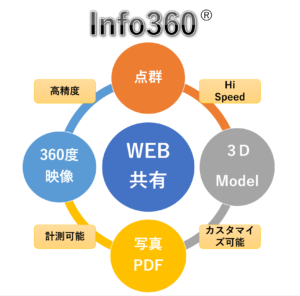 Info360®
点群
高精度
Hi
Speed
360度
映像
WEB
共有
3D
Model
計測可能
写真
PDF
カスタマイ
ズ可能